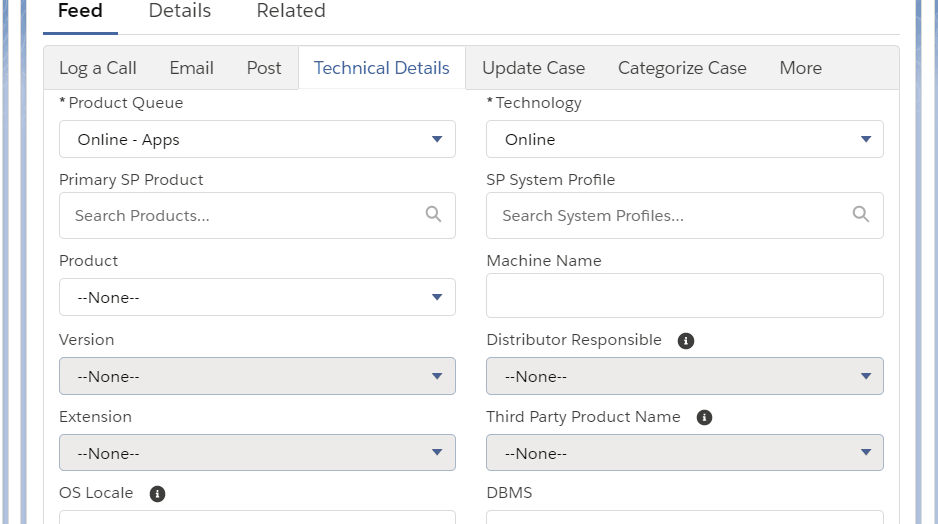 Feed Details Related
Log a Call Email Post Technical Details Update Case Categorize Case More
* Product Queue * Technology
Online - Apps Online
Primary SP Product SP System Profile
Search Products... Search System Profiles...
Product Machine Name
--None--
Version Distributor Responsible
--None-- --None--
Extension Third Party Product Name
--None-- --None--
OS Locale DBMS